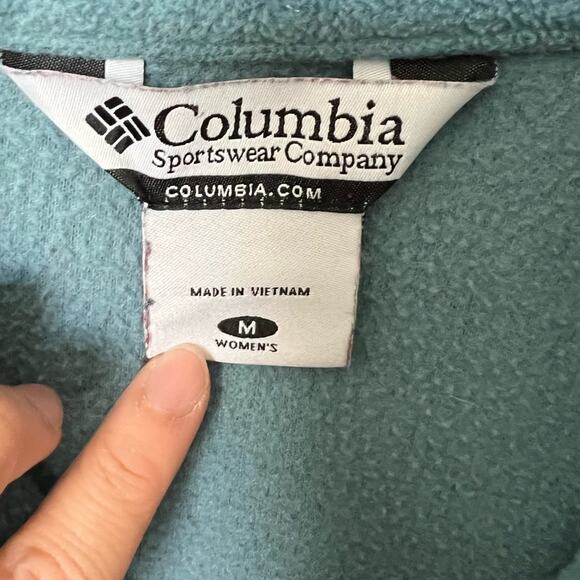 Columbia
Sportswear Company
COLUMBIA.COM
MADE IN VIETNAM
M
WOMEN'S